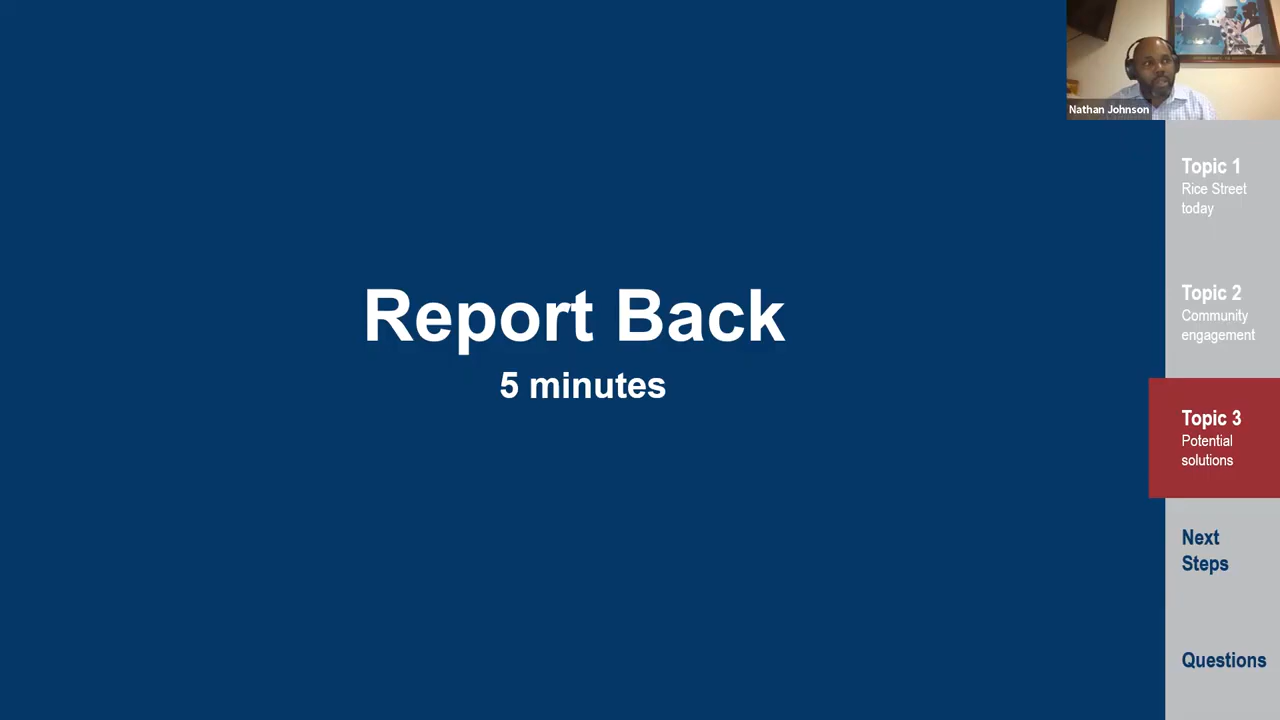 Report Back
5 minutes
Nathan Johnson
Topic 1
Rice Street
today
Topic 2
Community
engagement
Topic 3
Potential
solutions
Next
Steps
Questions